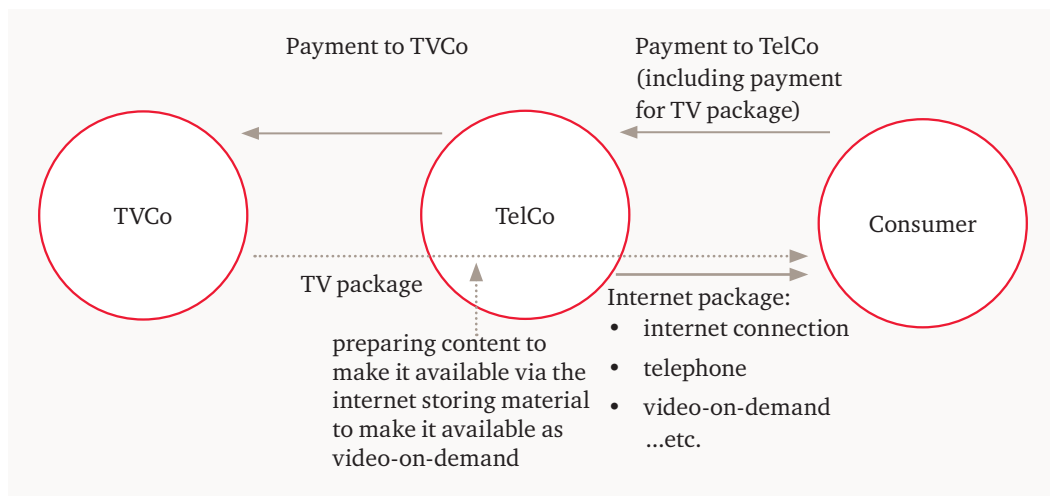 Payment to TVCo
Payment to TelCo
(including payment
for TV package)
TVCo
TelCo
Consumer
TV package
Internet package:
• internet connection
• telephone
• video-on-demand
...etc.
preparing content to
make it available via the
internet storing material
to make it available as
video-on-demand